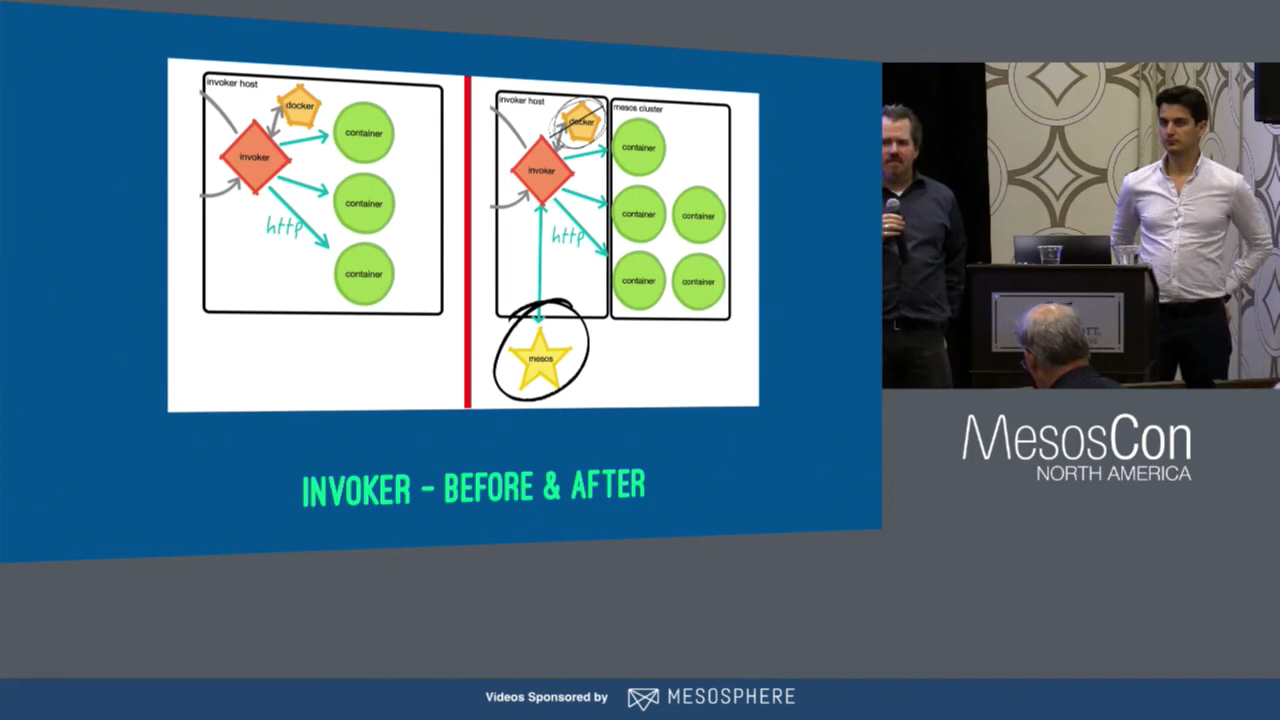 invoker host
docker
container
invoker
container
http
container
invoker host
mesos cluster
docker
container
invoker
container
container
http
container
container
mesos
INVOKER - BEFORE & AFTER
MesosCon
NORTH AMERICA
Videos Sponsored by MESOSPHERE